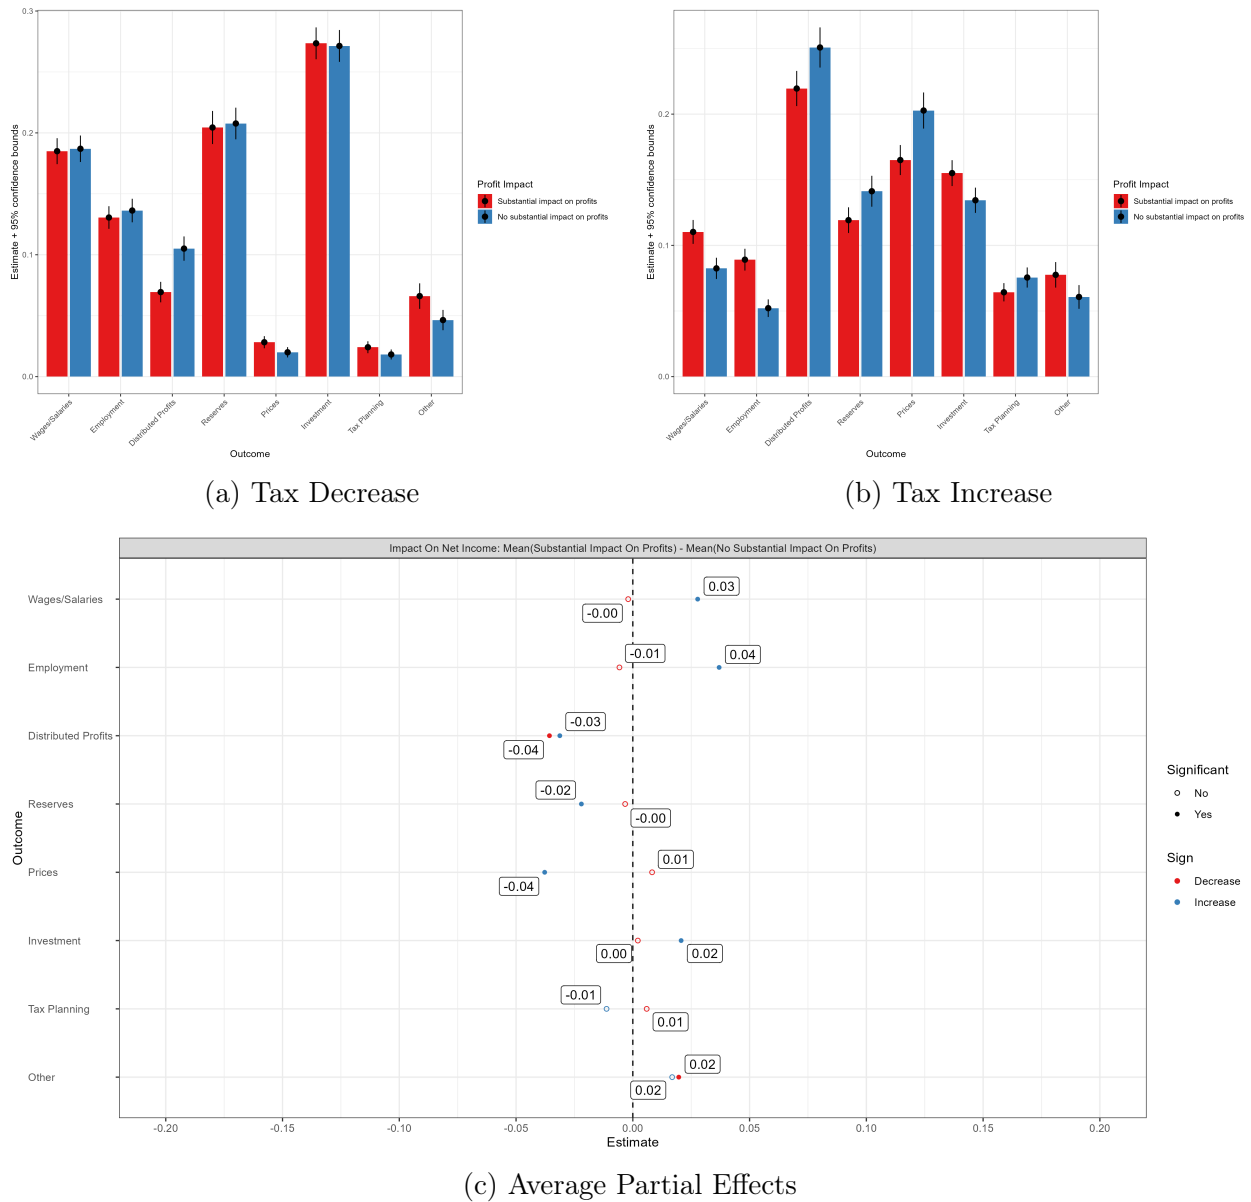 0.3
0.2
0.1
0.0
Estimate + 95% confidence bounds
Wages/Salaries
Employment
Distributed Profits
Reserves
Prices
Investment
Tax Planning
Other
Outcome
Profit Impact
Substantial impact on profits
No substantial impact on profits
(a) Tax Decrease
0.2
0.1
0.0
Estimate + 95% confidence bounds
Wages/Salaries
Employment
Distributed Profits
Reserves
Prices
Investment
Tax Planning
Other
Outcome
Profit Impact
Substantial impact on profits
No substantial impact on profits
(b) Tax Increase
Impact On Net Income: Mean(Substantial Impact On Profits) - Mean(No Substantial Impact On Profits)
Outcome
Wages/Salaries
0.03
-0.00
Employment
-0.01
0.04
Distributed Profits
-0.03
-0.04
Reserves
-0.02
-0.00
Prices
0.01
-0.04
Investment
0.00
0.02
Tax Planning
-0.01
0.01
Other
0.02
0.02
-0.20
-0.15
-0.10
-0.05
0.00
0.05
0.10
0.15
0.20
Estimate
Significant
No
Yes
Sign
Decrease
Increase
(c) Average Partial Effects